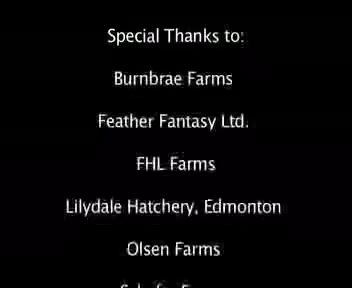 Special Thanks to:
Burnbrae Farms
Feather Fantasy Ltd.
FHL Farms
Lilydale Hatchery, Edmonton
Olsen Farms